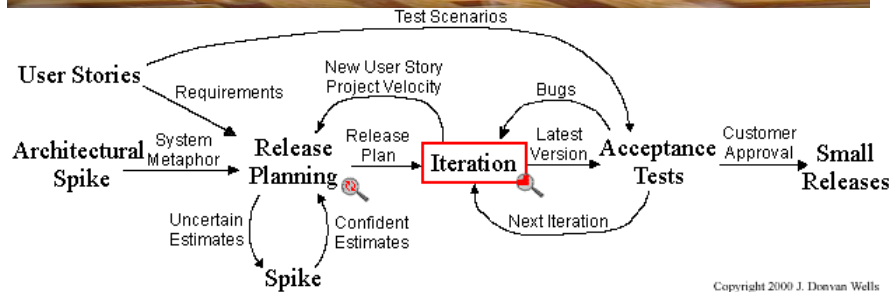 Test Scenarios
User Stories
Requirements
New User Story
Project Velocity
Bugs
Architectural
Spike
System
Metaphor
Release
Planning
Release
Plan
Iteration
Latest
Version
Acceptance
Tests
Customer
Approval
Small
Releases
Uncertain
Estimates
Confident
Estimates
Next Iteration
Spike
Copyright 2000 J. Donvan Wells